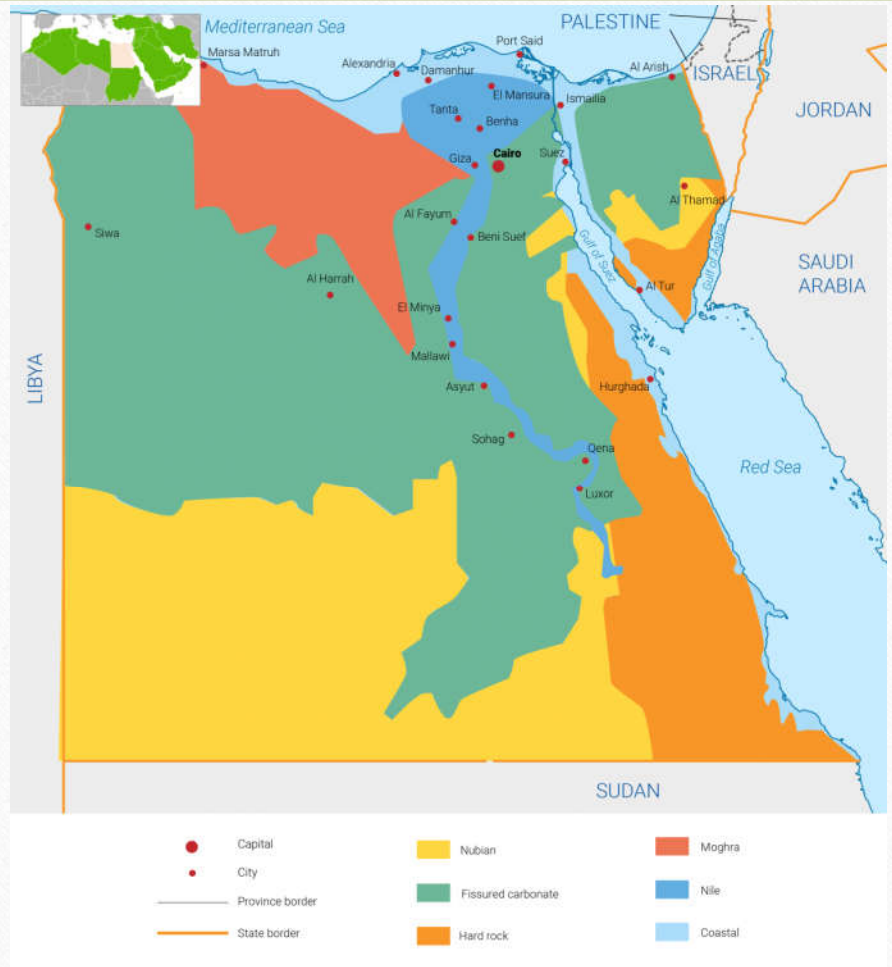 Mediterranean Sea
PALESTINE
Marsa Matruh
Alexandria
Damanhur
Port Said
Al Arish
ISRAEL
El Mansura
Ismailia
Tanta
Benha
JORDAN
Giza
Cairo
Suez
Al Thamad
Al Fayum
Beni Suef
Siwa
Gulf of Suez
Gulf of Aqaba
SAUDI
ARABIA
Al Harrah
Al Tur
El Minya
Mallawi
LIBYA
Asyut
Hurghada
Sohag
Qena
Red Sea
Luxor
SUDAN
Capital
City
Province border
State border
Nubian
Fissured carbonate
Hard rock
Moghra
Nile
Coastal